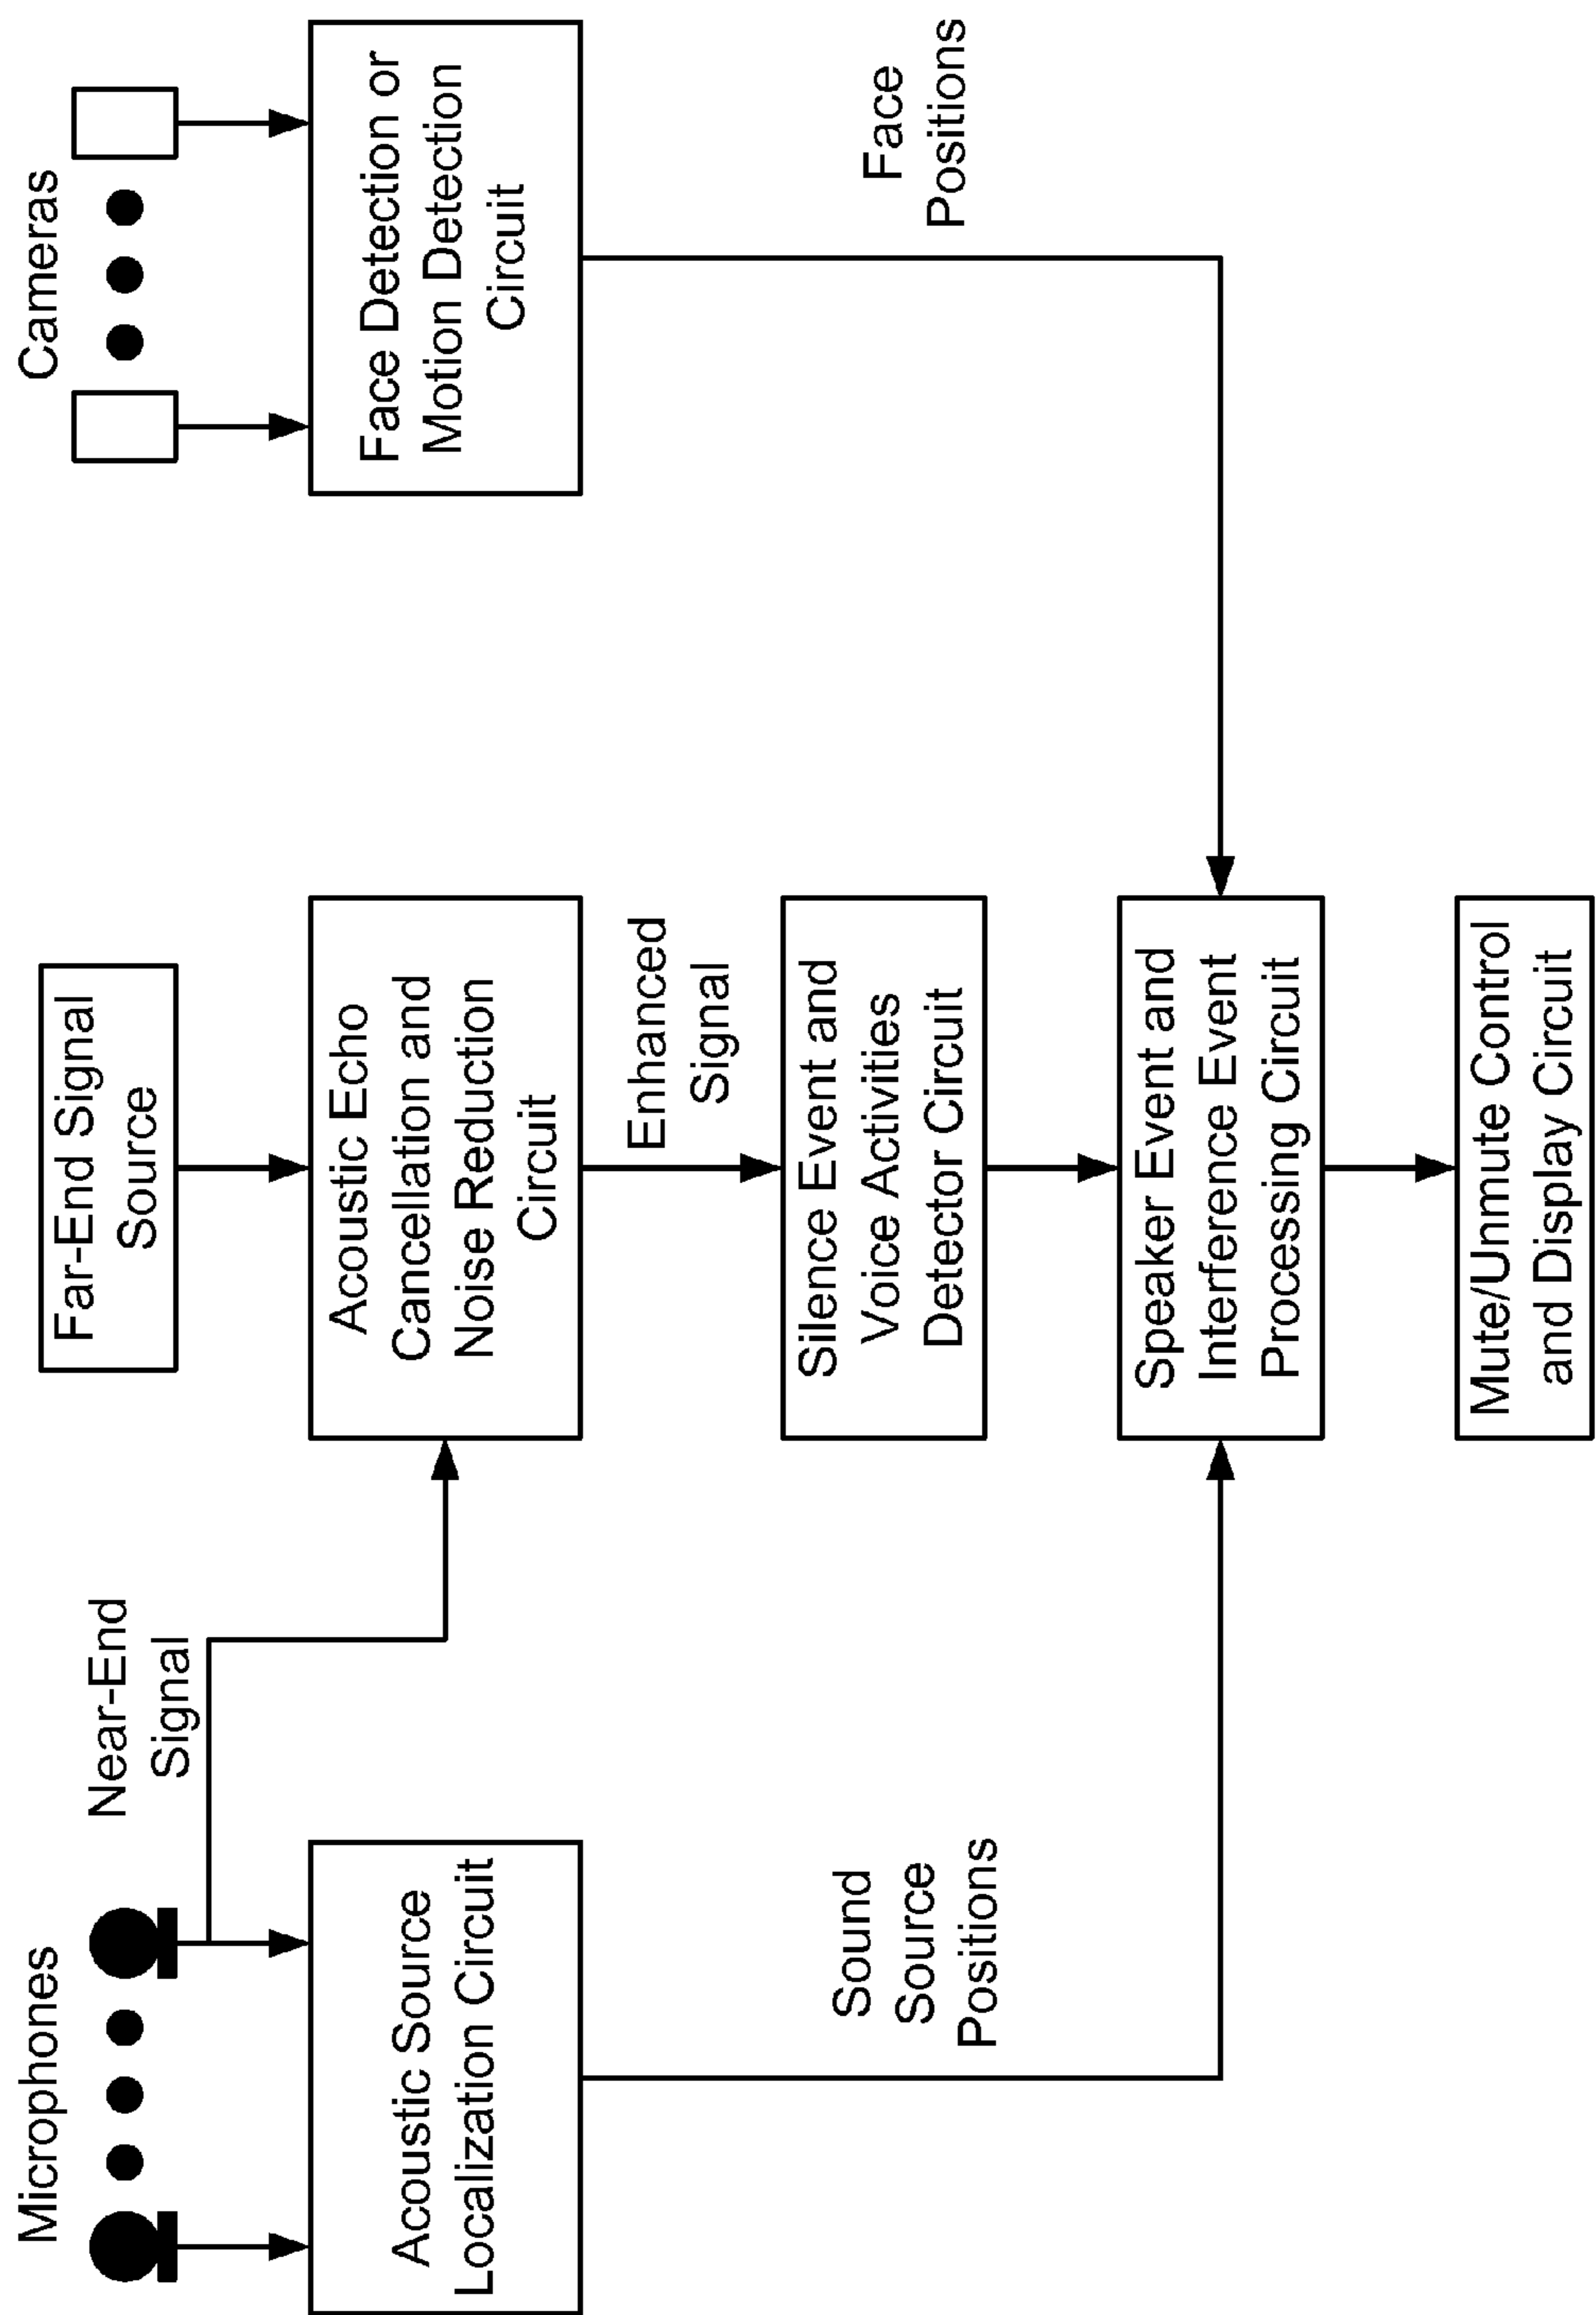 Microphones
Near-End
Signal
Far-End Signal
Source
Cameras
Acoustic Source
Localization Circuit
Acoustic Echo
Cancellation and
Noise Reduction
Circuit
Face Detection or
Motion Detection
Circuit
Enhanced
Signal
Silence Event and
Voice Activities
Detector Circuit
Sound
Source
Positions
Face
Positions
Speaker Event and
Interference Event
Processing Circuit
Mute/Unmute Control
and Display Circuit